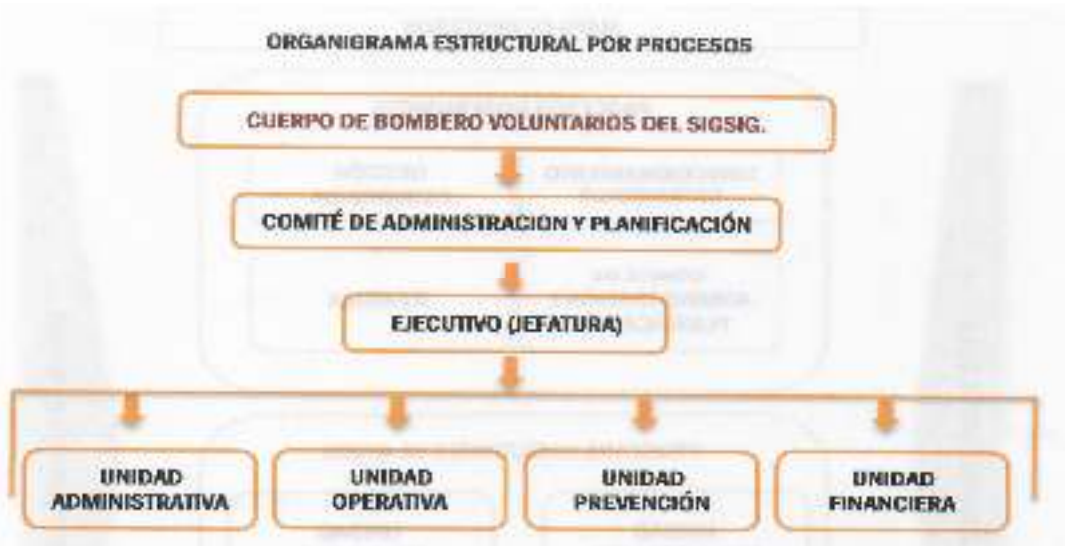 ORGANIGRAMA ESTRUCTURAL POR PROCESOS
CUERPO DE BOMBERO VOLUNTARIOS DEL SIGSIG.
COMITÉ DE ADMINISTRACION Y PLANIFICACIÓN
EJECUTIVO (JEFATURA)
UNIDAD
ADMINISTRATIVA
UNIDAD
OPERATIVA
UNIDAD
PREVENCIÓN
UNIDAD
FINANCIERA